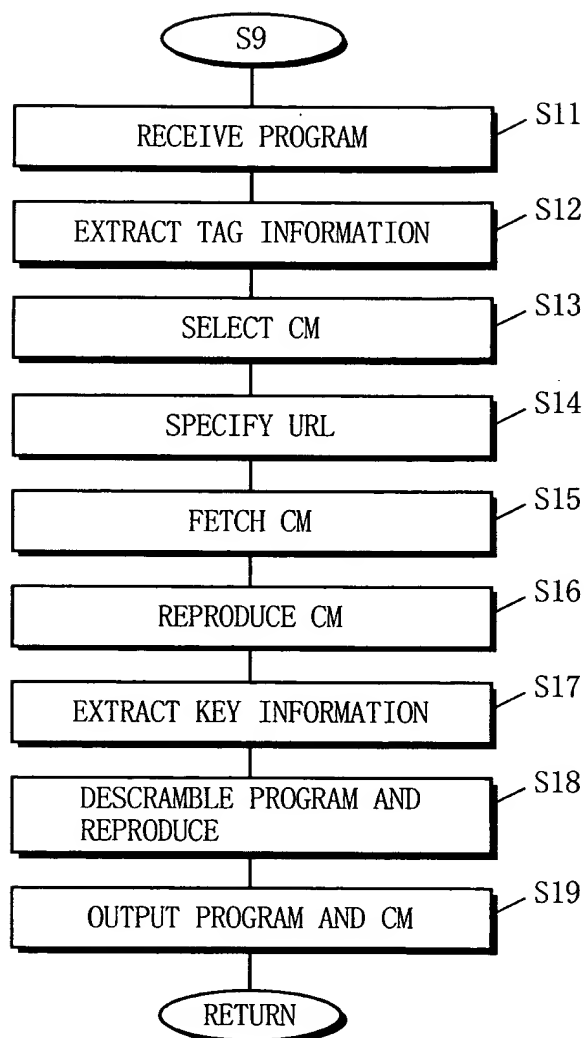 S9
RECEIVE PROGRAM
S11
EXTRACT TAG INFORMATION
S12
SELECT CM
S13
SPECIFY URL
S14
FETCH CM
S15
REPRODUCE CM
S16
EXTRACT KEY INFORMATION
S17
DESCRAMBLE PROGRAM AND
REPRODUCE
S18
OUTPUT PROGRAM AND CM
S19
RETURN